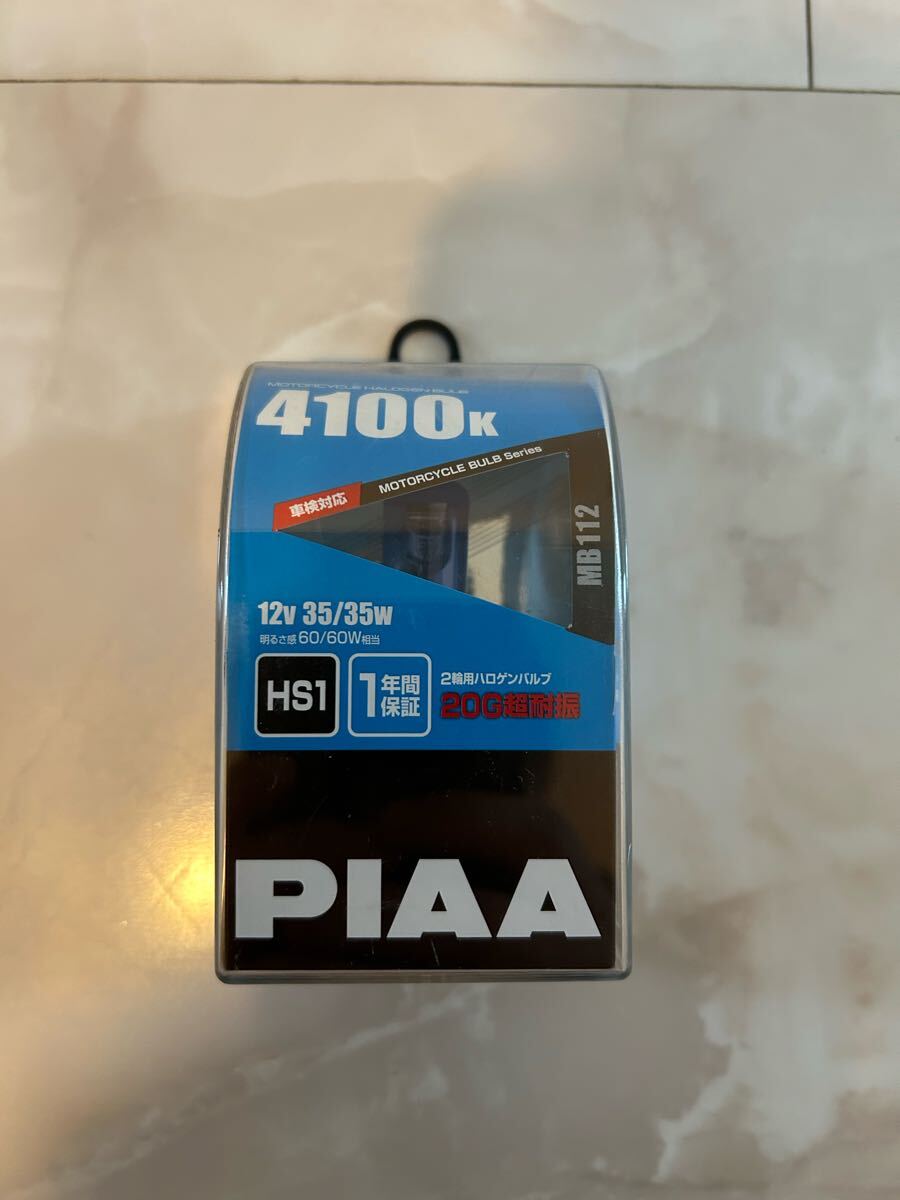 MOTORCYCLE HALOGEN BULB
4100K
車検対応
MOTORCYCLE BULB Series
MB112
12V 35/35W
明るさ感 60/60W相当
HS1
1年間保証
2輪用ハロゲンバルブ
20G超耐振
PIAA